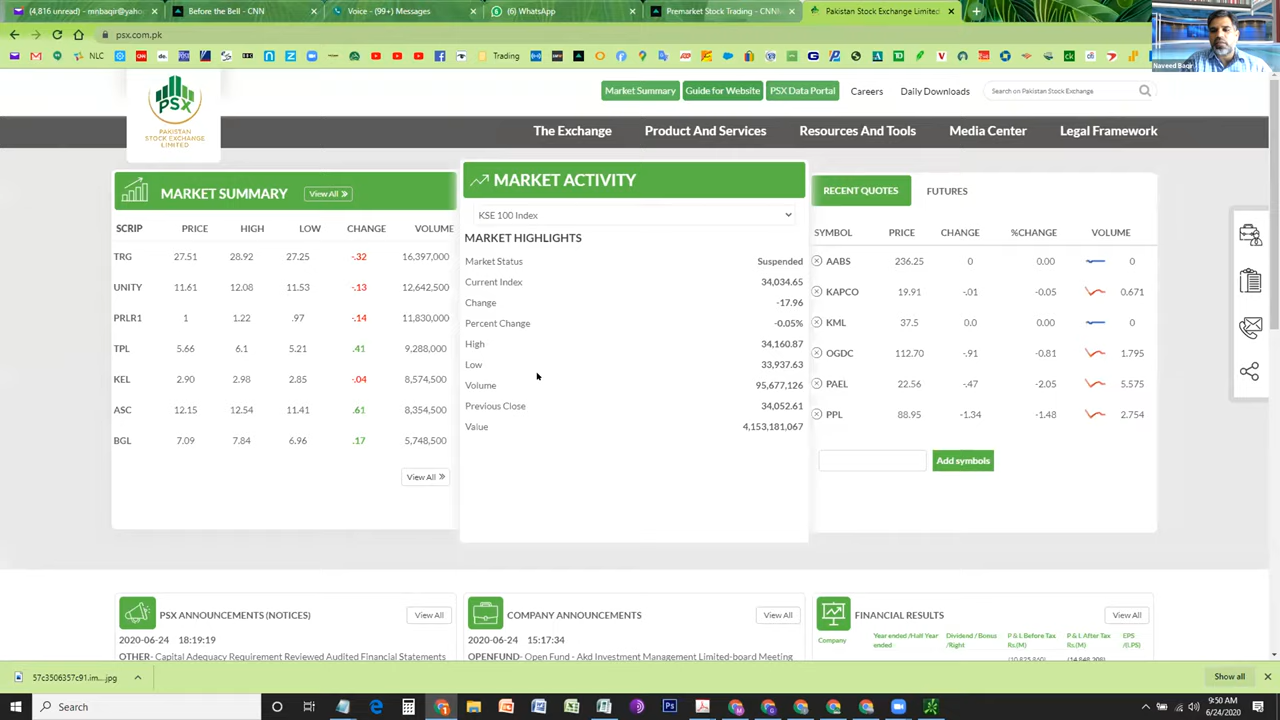 (4,816 unread) - mnbaqir@yahoo
Before the Bell - CNN
Voice - (99+) Messages
(6) WhatsApp
Premarket Stock Trading - CNNM
Pakistan Stock Exchange Limited
psx.com.pk
NLC
Trading
Naveed Baqir
PSX
PAKISTAN
STOCK EXCHANGE
LIMITED
Market Summary
Guide for Website
PSX Data Portal
Careers
Daily Downloads
Search on Pakistan Stock Exchange
The Exchange
Product And Services
Resources And Tools
Media Center
Legal Framework
MARKET SUMMARY
View All
SCRIP PRICE HIGH LOW CHANGE VOLUME
TRG 27.51 28.92 27.25 -.32 16,397,000
UNITY 11.61 12.08 11.53 -.13 12,642,500
PRLR1 1 1.22 .97 -.14 11,830,000
TPL 5.66 6.1 5.21 .41 9,288,000
KEL 2.90 2.98 2.85 -.04 8,574,500
ASC 12.15 12.54 11.41 .61 8,354,500
BGL 7.09 7.84 6.96 .17 5,748,500
View All
MARKET ACTIVITY
KSE 100 Index
MARKET HIGHLIGHTS
Market Status Suspended
Current Index 34,034.65
Change -17.96
Percent Change -0.05%
High 34,160.87
Low 33,937.63
Volume 95,677,126
Previous Close 34,052.61
Value 4,153,181,067
RECENT QUOTES
FUTURES
SYMBOL PRICE CHANGE %CHANGE VOLUME
AABS 236.25 0 0.00 0
KAPCO 19.91 -.01 -0.05 0.671
KML 37.5 0.0 0.00 0
OGDC 112.70 -.91 -0.81 1.795
PAEL 22.56 -.47 -2.05 5.575
PPL 88.95 -1.34 -1.48 2.754
Add symbols
PSX ANNOUNCEMENTS (NOTICES)
View All
2020-06-24 18:19:19
OTHER- Capital Adequacy Requirement Reviewed Audited Financial Statements
COMPANY ANNOUNCEMENTS
View All
2020-06-24 15:17:34
OPENFUND - Open Fund - Akd Investment Management Limited-board Meeting
FINANCIAL RESULTS
View All
Company
Year ended /Half Year ended
Dividend / Bonus /Right
P & L Before Tax Rs.(M)
P & L After Tax Rs.(M)
EPS /(LPS)
57c3506357c91.im....jpg
Show all
Search
9:50 AM
6/24/2020